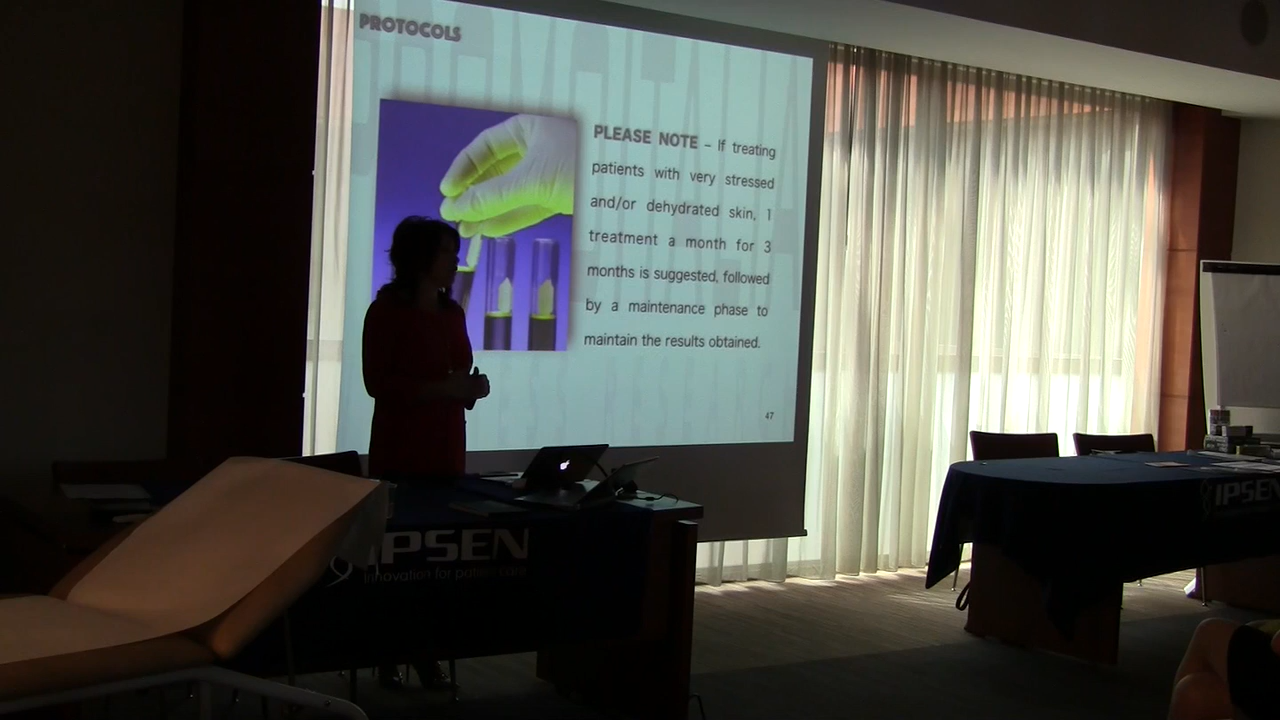 PROTOCOLS
PLEASE NOTE – If treating
patients with very stressed
and/or dehydrated skin, 1
treatment a month for 3
months is suggested, followed
by a maintenance phase to
maintain the results obtained.
47
IPSEN
Innovation for patient care
IPSEN